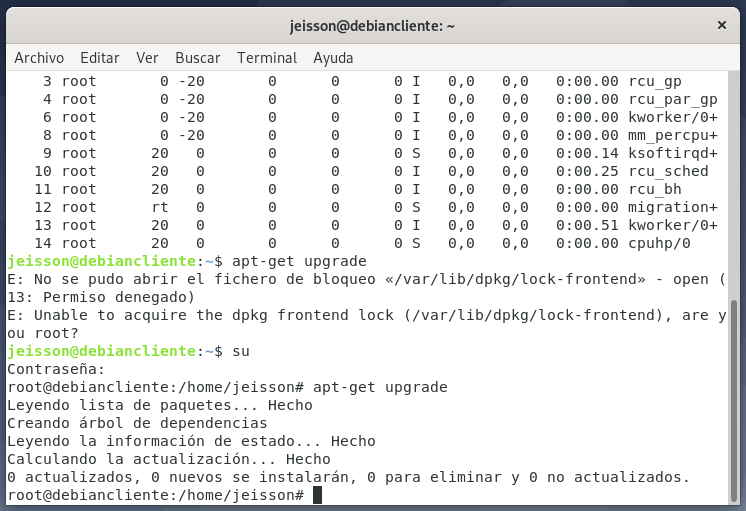 jeisson@debiancliente: ~
×
Archivo Editar Ver Buscar Terminal Ayuda
3 root 0 -20 0 0 0 I 0,0 0,0 0:00.00 rcu_gp
4 root 0 -20 0 0 0 I 0,0 0,0 0:00.00 rcu_par_gp
6 root 0 -20 0 0 0 I 0,0 0,0 0:00.00 kworker/0+
8 root 0 -20 0 0 0 I 0,0 0,0 0:00.00 mm_percpu+
9 root 20 0 0 0 0 S 0,0 0,0 0:00.14 ksoftirqd+
10 root 20 0 0 0 0 I 0,0 0,0 0:00.25 rcu_sched
11 root 20 0 0 0 0 I 0,0 0,0 0:00.00 rcu_bh
12 root rt 0 0 0 0 S 0,0 0,0 0:00.00 migration+
13 root 20 0 0 0 0 I 0,0 0,0 0:00.51 kworker/0+
14 root 20 0 0 0 0 S 0,0 0,0 0:00.00 cpuhp/0
jeisson@debiancliente:~$ apt-get upgrade
E: No se pudo abrir el fichero de bloqueo «/var/lib/dpkg/lock-frontend» - open (
13: Permiso denegado)
E: Unable to acquire the dpkg frontend lock (/var/lib/dpkg/lock-frontend), are y
ou root?
jeisson@debiancliente:~$ su
Contraseña:
root@debiancliente:/home/jeisson# apt-get upgrade
Leyendo lista de paquetes... Hecho
Creando árbol de dependencias
Leyendo la información de estado... Hecho
Calculando la actualización... Hecho
0 actualizados, 0 nuevos se instalarán, 0 para eliminar y 0 no actualizados.
root@debiancliente:/home/jeisson#